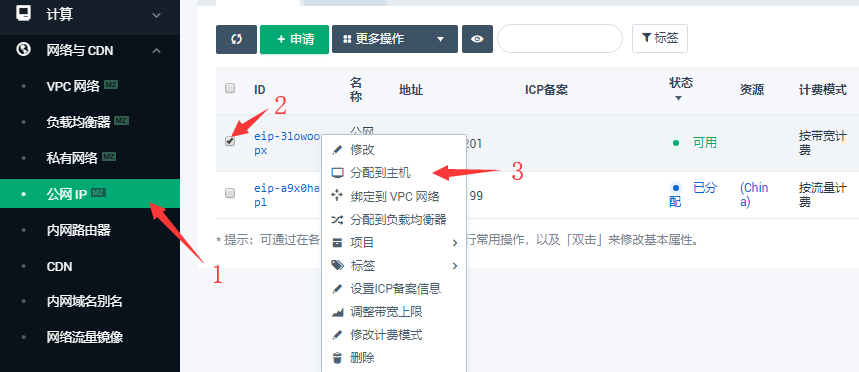 计算
网络与 CDN
VPC 网络 MZ
负载均衡器 MZ
私有网络 MZ
公网 IP MZ
内网路由器
CDN
内网域名别名
网络流量镜像
+ 申请
更多操作
标签
ID
名
称
地址
ICP备案
状态
资源
计费模式
eip-3lowoo
px
公网
201
可用
按带宽计
费
eip-a9x0ha
pl
99
已分
配
(Chin
a)
按流量计
费
* 提示：可通过在各
行常用操作，以及「双击」来修改基本属性。
修改
分配到主机
绑定到 VPC 网络
分配到负载均衡器
项目
标签
设置ICP备案信息
调整带宽上限
修改计费模式
删除
1
2
3